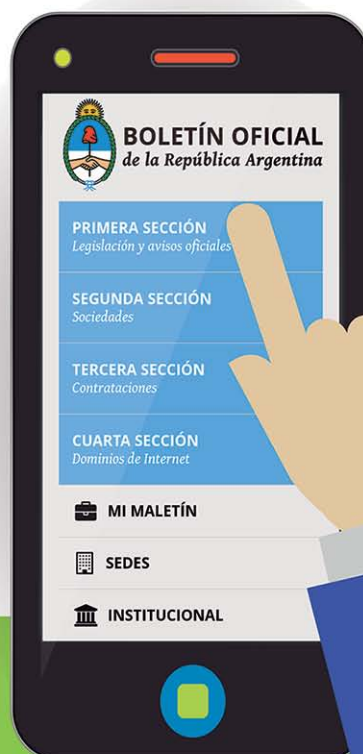 BOLETÍN OFICIAL
de la República Argentina
PRIMERA SECCIÓN
Legislación y avisos oficiales
SEGUNDA SECCIÓN
Sociedades
TERCERA SECCIÓN
Contrataciones
CUARTA SECCIÓN
Dominios de Internet
MI MALETÍN
SEDES
INSTITUCIONAL